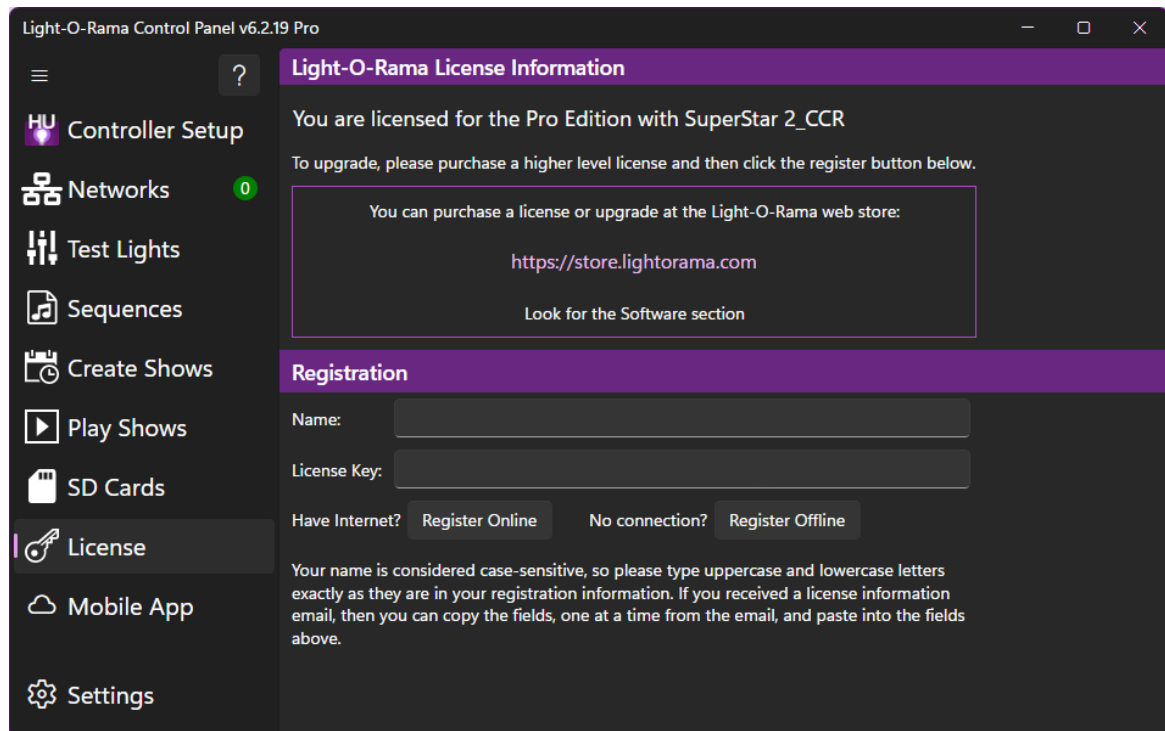 Light-O-Rama Control Panel v6.2.19 Pro
?
HU Controller Setup
Networks 0
Test Lights
Sequences
Create Shows
Play Shows
SD Cards
License
Mobile App
Settings
Light-O-Rama License Information
You are licensed for the Pro Edition with SuperStar 2_CCR
To upgrade, please purchase a higher level license and then click the register button below.
You can purchase a license or upgrade at the Light-O-Rama web store:
https://store.lightorama.com
Look for the Software section
Registration
Name:
License Key:
Have Internet? Register Online No connection? Register Offline
Your name is considered case-sensitive, so please type uppercase and lowercase letters
exactly as they are in your registration information. If you received a license information
email, then you can copy the fields, one at a time from the email, and paste into the fields
above.